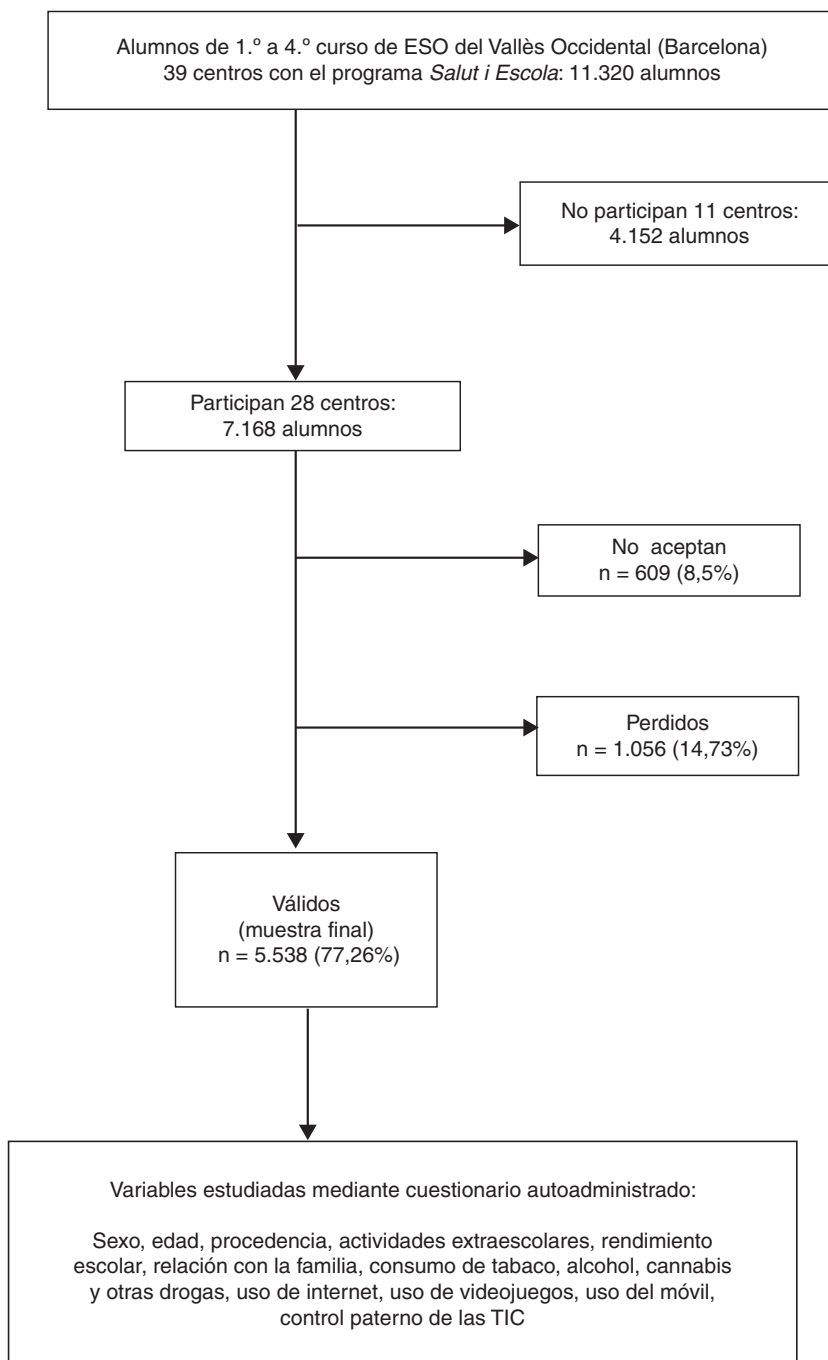 Alumnos de 1.º a 4.º curso de ESO del Vallès Occidental (Barcelona)
39 centros con el programa Salut i Escola: 11.320 alumnos
No participan 11 centros:
4.152 alumnos
Participan 28 centros:
7.168 alumnos
No aceptan
n = 609 (8,5%)
Perdidos
n = 1.056 (14,73%)
Válidos
(muestra final)
n = 5.538 (77,26%)
Variables estudiadas mediante cuestionario autoadministrado:
Sexo, edad, procedencia, actividades extraescolares, rendimiento
escolar, relación con la familia, consumo de tabaco, alcohol, cannabis
y otras drogas, uso de internet, uso de videojuegos, uso del móvil,
control paterno de las TIC